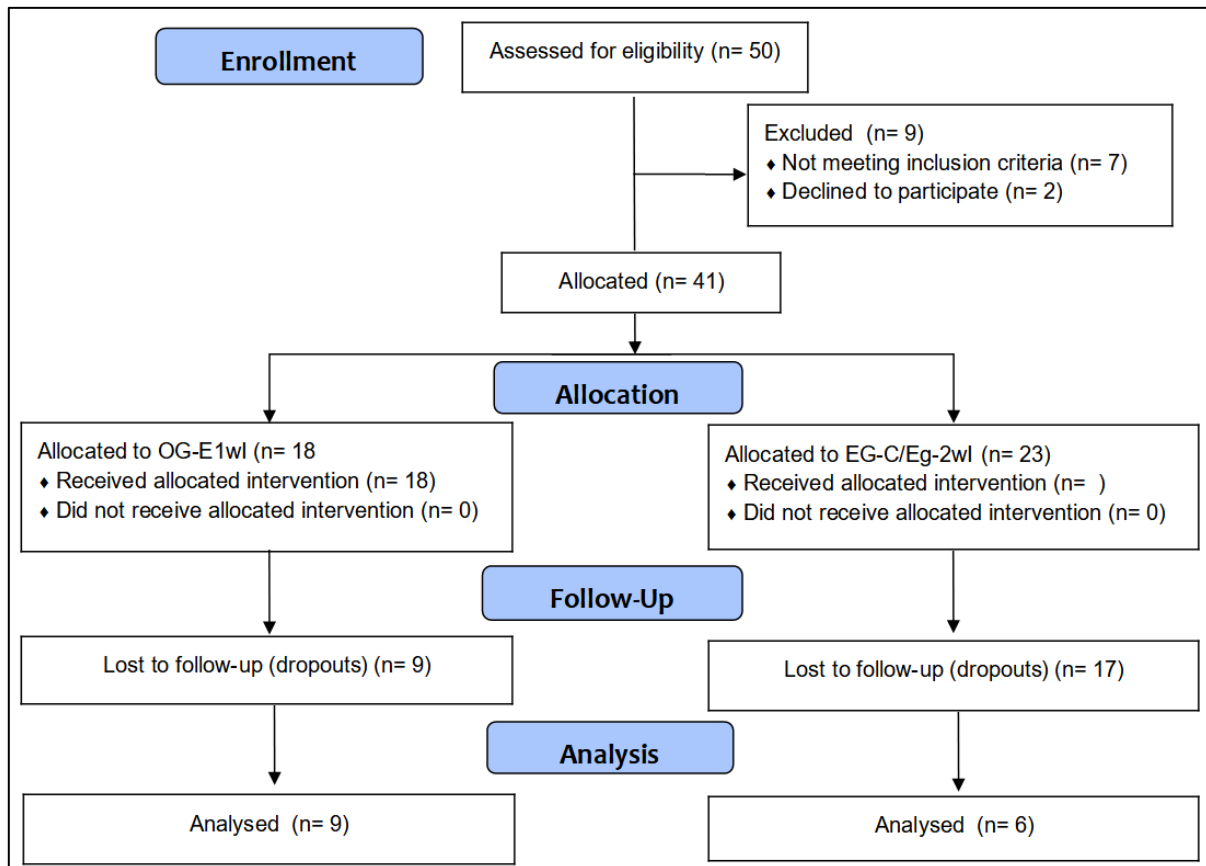 Enrollment
Assessed for eligibility (n= 50)
Excluded (n= 9)
♦ Not meeting inclusion criteria (n= 7)
♦ Declined to participate (n= 2)
Allocated (n= 41)
Allocation
Allocated to OG-E1wI (n= 18
♦ Received allocated intervention (n= 18)
♦ Did not receive allocated intervention (n= 0)
Allocated to EG-C/Eg-2wI (n= 23)
♦ Received allocated intervention (n= )
♦ Did not receive allocated intervention (n= 0)
Follow-Up
Lost to follow-up (dropouts) (n= 9)
Lost to follow-up (dropouts) (n= 17)
Analysis
Analysed (n= 9)
Analysed (n= 6)